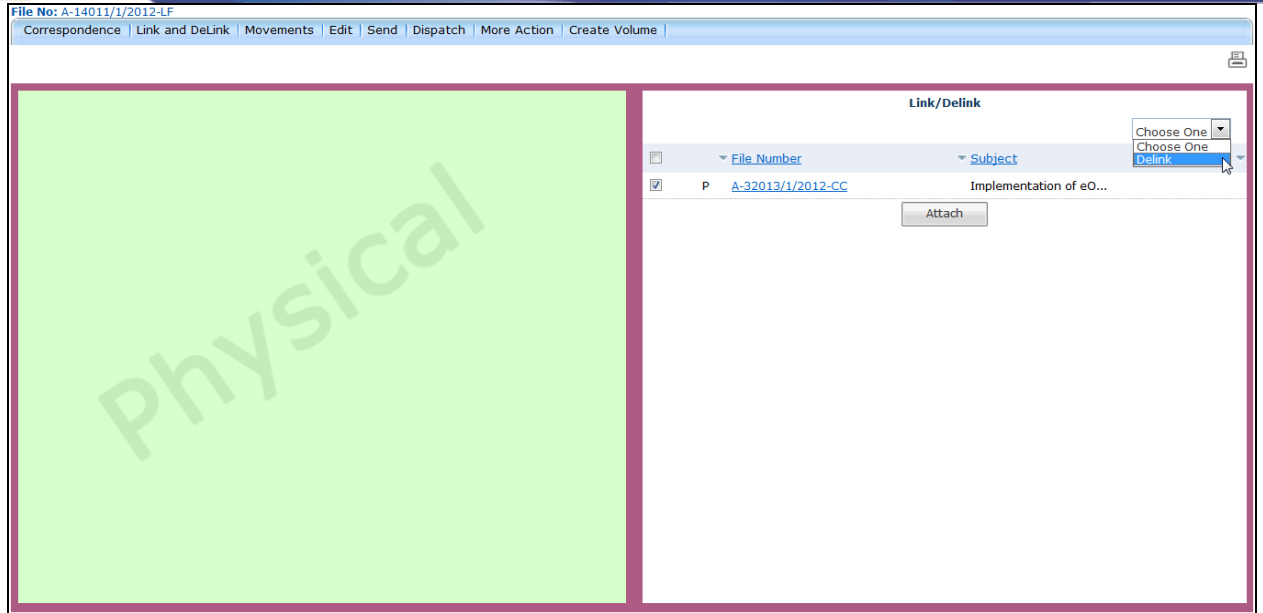 File No: A-14011/1/2012-LF
Correspondence | Link and DeLink | Movements | Edit | Send | Dispatch | More Action | Create Volume |
Link/Delink
Choose One
Choose One
Delink
File Number Subject
P A-32013/1/2012-CC Implementation of eO...
Attach
Physical